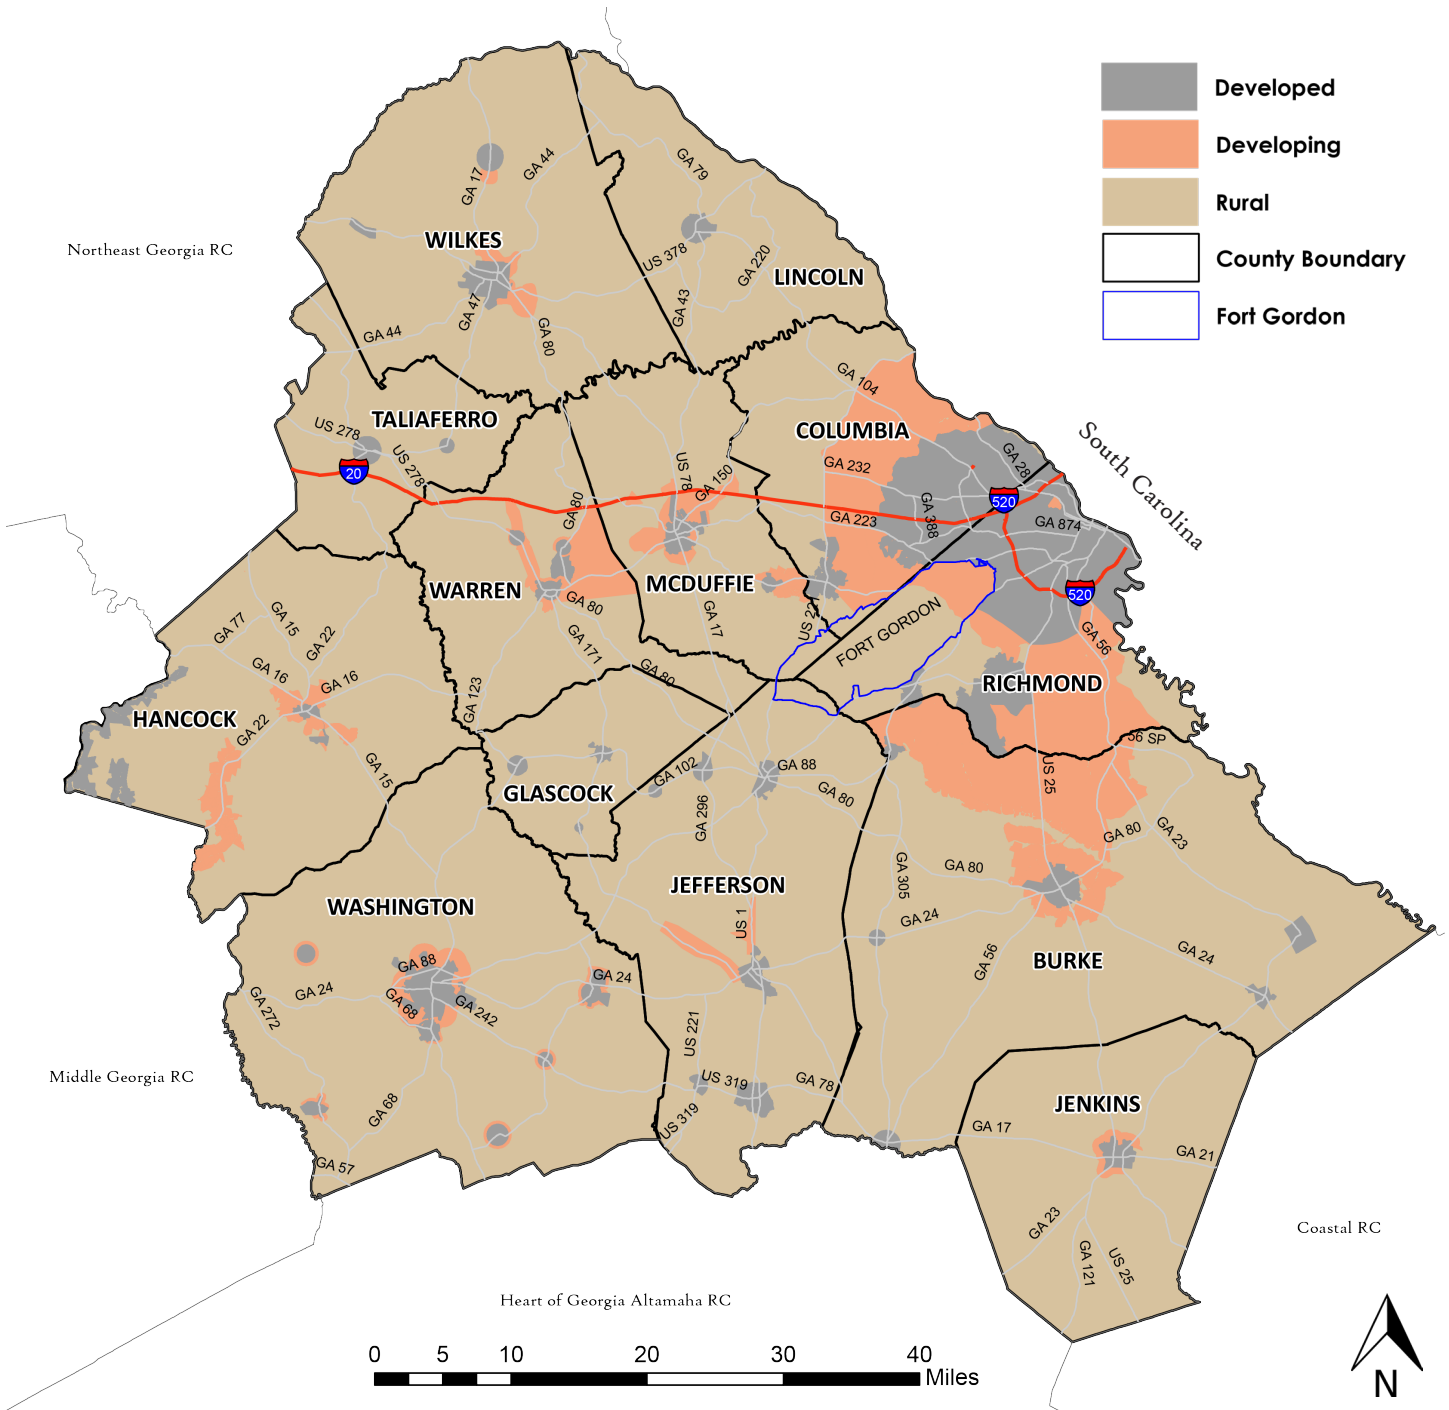 Developed
Developing
Rural
County Boundary
Fort Gordon
Northeast Georgia RC
South Carolina
Middle Georgia RC
Heart of Georgia Altamaha RC
Coastal RC
WILKES
GA 17
GA 44
GA 47
GA 80
GA 44
LINCOLN
GA 79
US 378
GA 220
GA 43
TALIAFERRO
US 278
US 278
20
COLUMBIA
GA 104
GA 232
GA 223
GA 388
GA 28
520
GA 874
520
WARREN
GA 80
GA 80
GA 171
GA 123
GA 80
MCDUFFIE
US 78
GA 150
GA 17
FORT GORDON
RICHMOND
GA 56
56 SP
HANCOCK
GA 77
GA 15
GA 22
GA 16
GA 16
GA 22
GA 15
GLASCOCK
GA 102
GA 88
GA 80
GA 296
JEFFERSON
US 1
US 221
US 319
GA 78
US 319
WASHINGTON
GA 88
GA 24
GA 272
GA 68
GA 242
GA 24
GA 68
GA 57
BURKE
US 25
GA 80
GA 23
GA 80
GA 305
GA 24
GA 56
GA 24
JENKINS
GA 17
GA 21
GA 23
GA 121
US 25
0 5 10 20 30 40
Miles
N